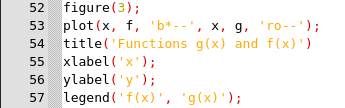 52 figure(3);
53 plot(x, f, 'b*--', x, g, 'ro--');
54 title('Functions g(x) and f(x)')
55 xlabel('x');
56 ylabel('y');
57 legend('f(x)', 'g(x)');